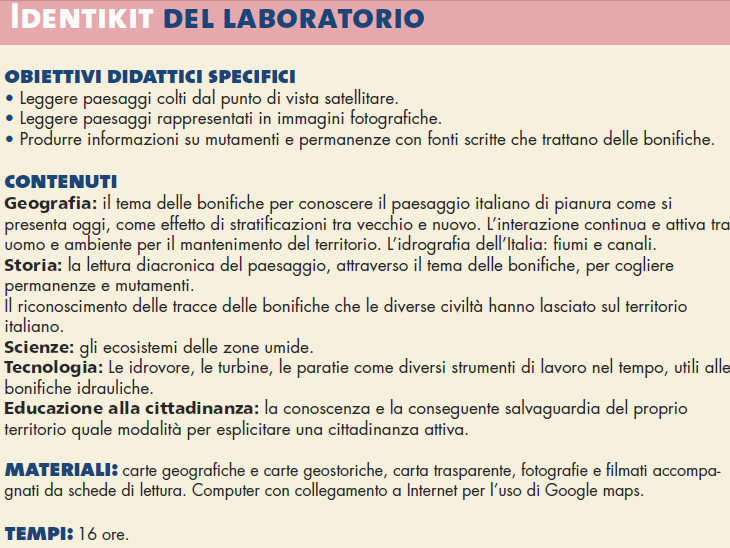 IDENTIKIT DEL LABORATORIO
OBIETTIVI DIDATTICI SPECIFICI
• Leggere paesaggi colti dal punto di vista satellitare.
• Leggere paesaggi rappresentati in immagini fotografiche.
• Produrre informazioni su mutamenti e permanenze con fonti scritte che trattano delle bonifiche.
CONTENUTI
Geografia: il tema delle bonifiche per conoscere il paesaggio italiano di pianura come si
presenta oggi, come effetto di stratificazioni tra vecchio e nuovo. L'interazione continua e attiva tra
uomo e ambiente per il mantenimento del territorio. L'idrografia dell'Italia: fiumi e canali.
Storia: la lettura diacronica del paesaggio, attraverso il tema delle bonifiche, per cogliere
permanenze e mutamenti.
Il riconoscimento delle tracce delle bonifiche che le diverse civiltà hanno lasciato sul territorio
italiano.
Scienze: gli ecosistemi delle zone umide.
Tecnologia: Le idrovore, le turbine, le paratie come diversi strumenti di lavoro nel tempo, utili alle
bonifiche idrauliche.
Educazione alla cittadinanza: la conoscenza e la conseguente salvaguardia del proprio
territorio quale modalità per esplicitare una cittadinanza attiva.
MATERIALI: carte geografiche e carte geostoriche, carta trasparente, fotografie e filmati accompa-
gnati da schede di lettura. Computer con collegamento a Internet per l'uso di Google maps.
TEMPI: 16 ore.